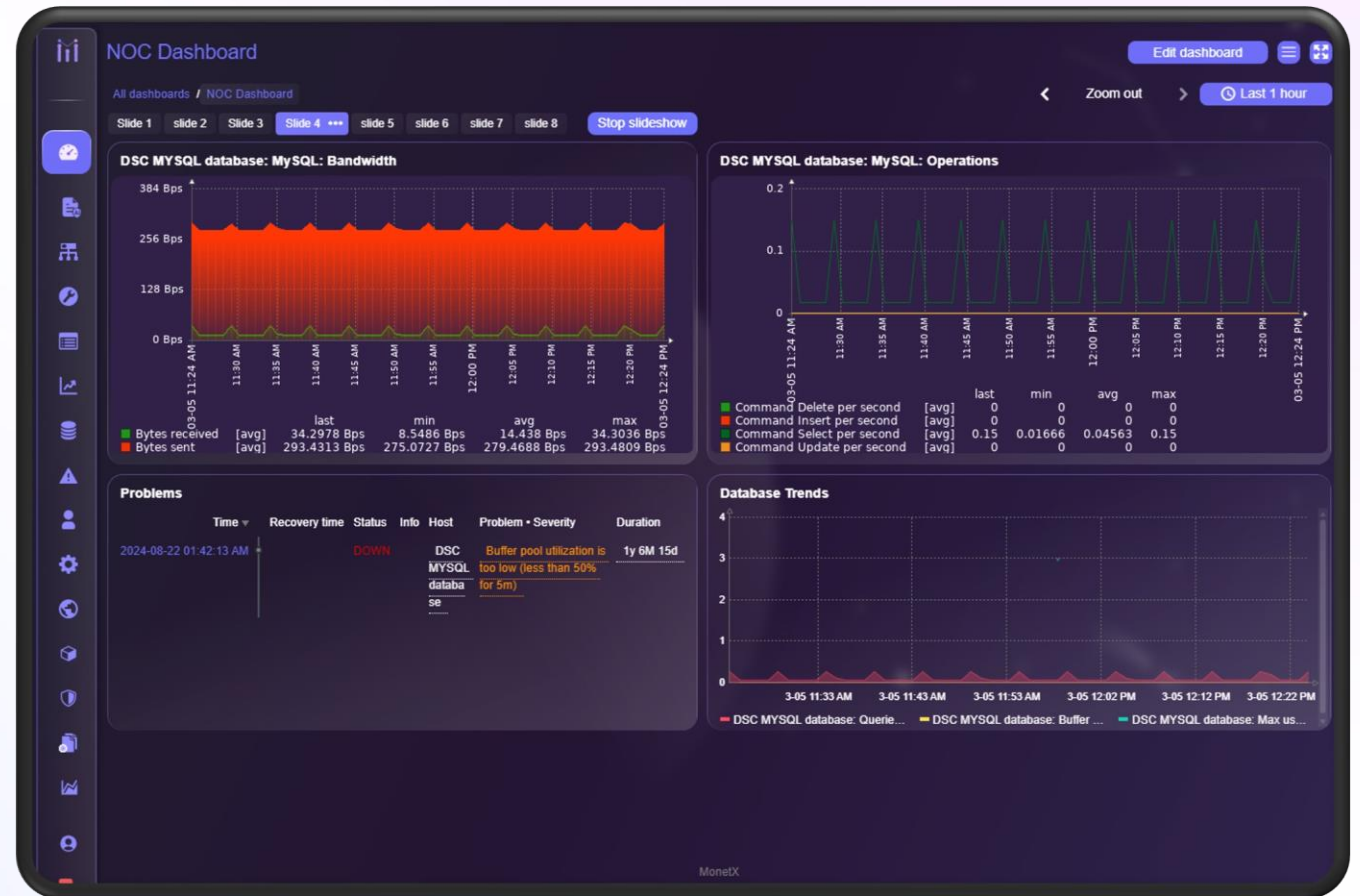 NOC Dashboard
Edit dashboard
All dashboards / NOC Dashboard
Zoom out
Last 1 hour
Slide 1 slide 2 Slide 3 Slide 4 ••• slide 5 slide 6 slide 7 slide 8 Stop slideshow
DSC MYSQL database: MySQL: Bandwidth
384 Bps
256 Bps
128 Bps
0 Bps
03-05 11:24 AM 11:30 AM 11:35 AM 11:40 AM 11:45 AM 11:50 AM 11:55 AM 12:00 PM 12:05 PM 12:10 PM 12:15 PM 12:20 PM 03-05 12:24 PM
last min avg max
Bytes received [avg] 34.2978 Bps 8.5486 Bps 14.438 Bps 34.3036 Bps
Bytes sent [avg] 293.4313 Bps 275.0727 Bps 279.4688 Bps 293.4809 Bps
DSC MYSQL database: MySQL: Operations
0.2
0.1
0
03-05 11:24 AM 11:30 AM 11:35 AM 11:40 AM 11:45 AM 11:50 AM 11:55 AM 12:00 PM 12:05 PM 12:10 PM 12:15 PM 12:20 PM 03-05 12:24 PM
last min avg max
Command Delete per second [avg] 0 0 0 0
Command Insert per second [avg] 0 0 0 0
Command Select per second [avg] 0.15 0.01666 0.04563 0.15
Command Update per second [avg] 0 0 0 0
Problems
Time Recovery time Status Info Host Problem • Severity Duration
2024-08-22 01:42:13 AM DOWN DSC Buffer pool utilization is 1y 6M 15d
MYSQL too low (less than 50%
databa for 5m)
se
Database Trends
4
3
2
1
0
3-05 11:33 AM 3-05 11:43 AM 3-05 11:53 AM 3-05 12:02 PM 3-05 12:12 PM 3-05 12:22 PM
DSC MYSQL database: Querie... DSC MYSQL database: Buffer ... DSC MYSQL database: Max us...
MonetX